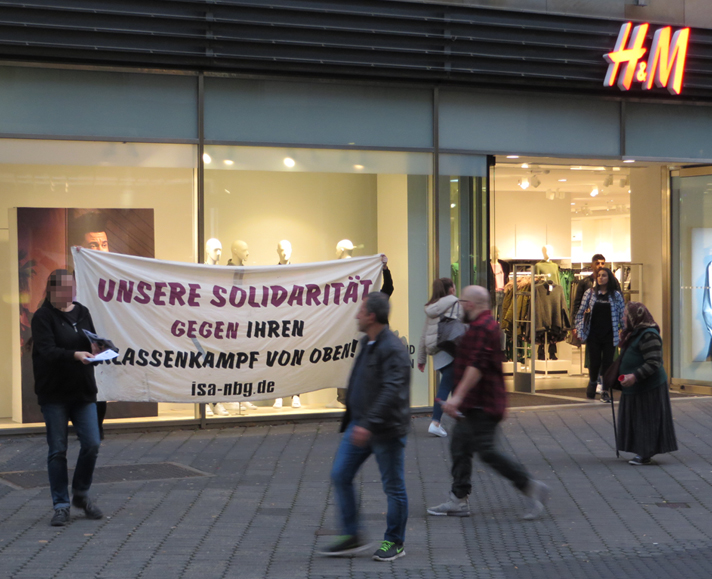 H&M
UNSERE SOLIDARITÄT
GEGEN IHREN
KLASSENKAMPF VON OBEN!
isa-nbg.de